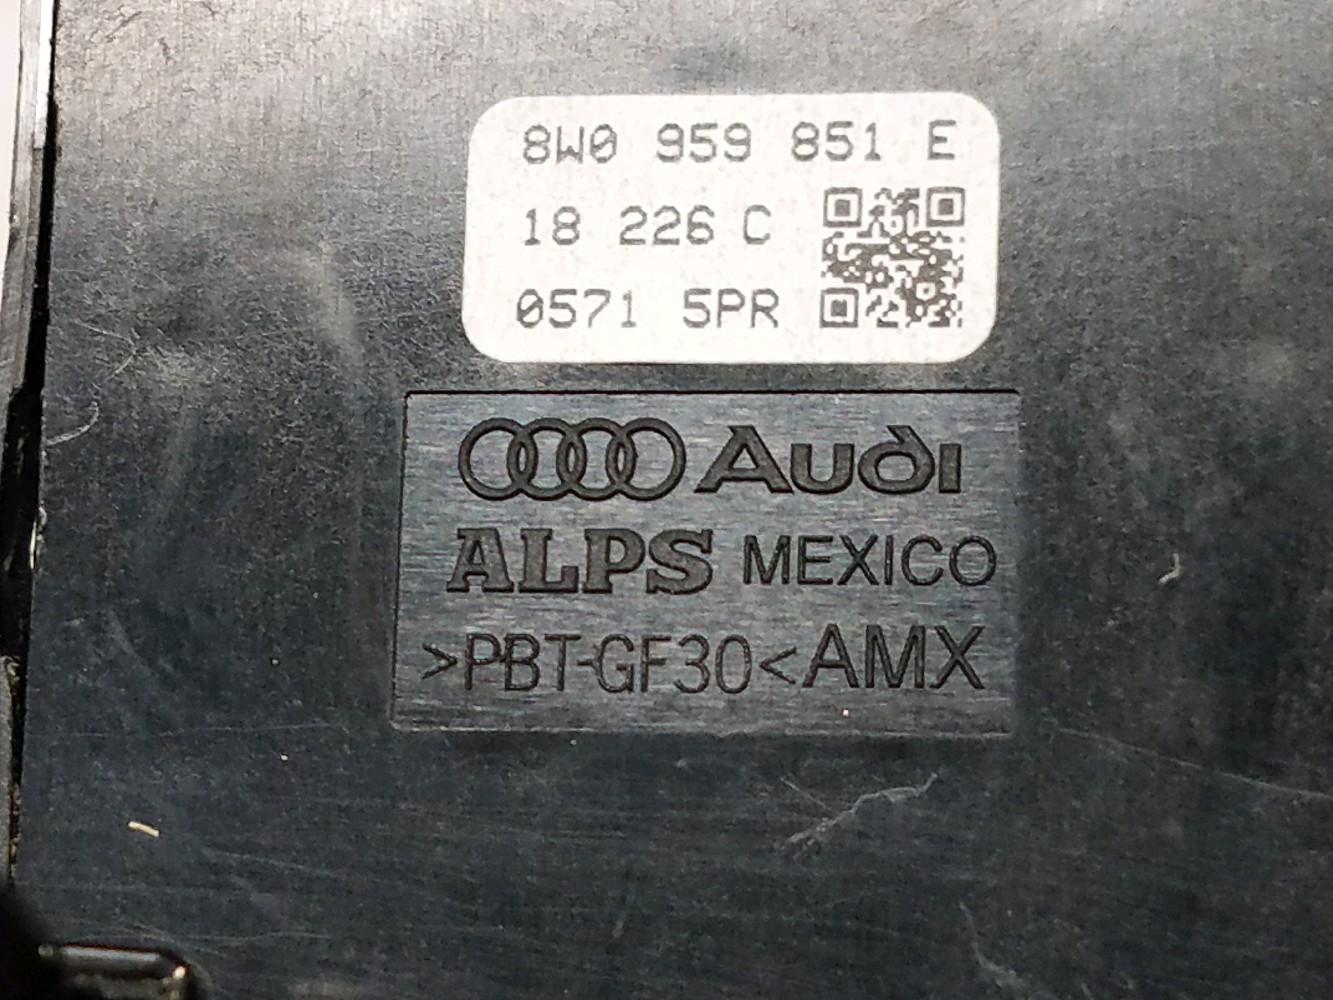 8W0 959 851 E
18 226 C
0571 5PR
Audi
ALPS MEXICO
>PBT-GF30<AMX